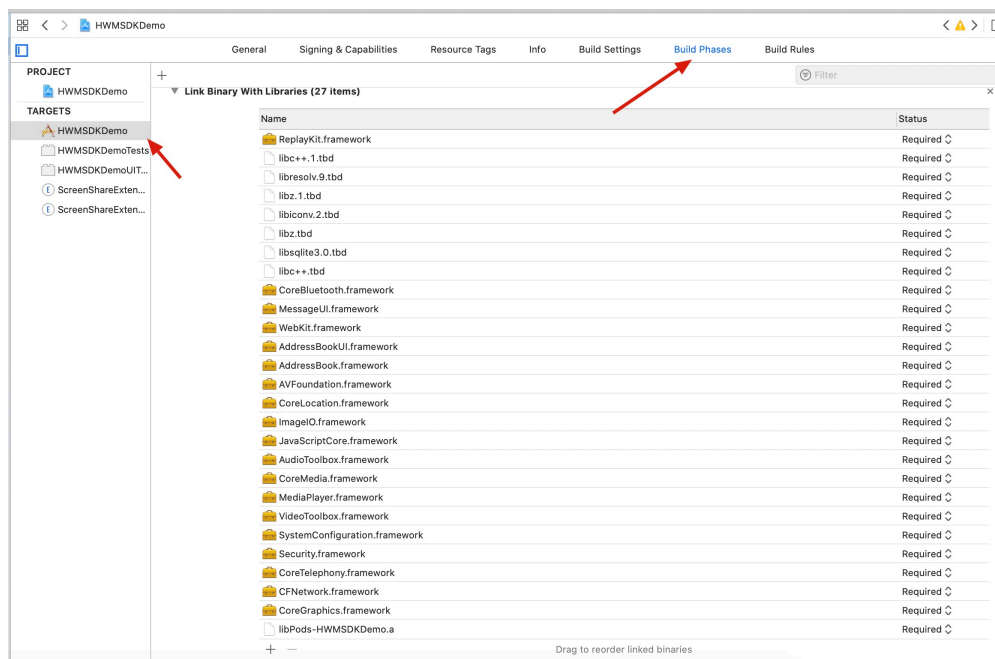 HWMSDKDemo
General Signing & Capabilities Resource Tags Info Build Settings Build Phases Build Rules
PROJECT
HWMSDKDemo
TARGETS
HWMSDKDemo
HWMSDKDemoTests
HWMSDKDemoUIT...
ScreenShareExten...
ScreenShareExten...
+ Filter
Link Binary With Libraries (27 items) ×
Name Status
ReplayKit.framework Required
libc++.1.tbd Required
libresolv.9.tbd Required
libz.1.tbd Required
libiconv.2.tbd Required
libz.tbd Required
libsqlite3.0.tbd Required
libc++.tbd Required
CoreBluetooth.framework Required
MessageUI.framework Required
WebKit.framework Required
AddressBookUI.framework Required
AddressBook.framework Required
AVFoundation.framework Required
CoreLocation.framework Required
ImageIO.framework Required
JavaScriptCore.framework Required
AudioToolbox.framework Required
CoreMedia.framework Required
MediaPlayer.framework Required
VideoToolbox.framework Required
SystemConfiguration.framework Required
Security.framework Required
CoreTelephony.framework Required
CFNetwork.framework Required
CoreGraphics.framework Required
libPods-HWMSDKDemo.a Required
+ − Drag to reorder linked binaries